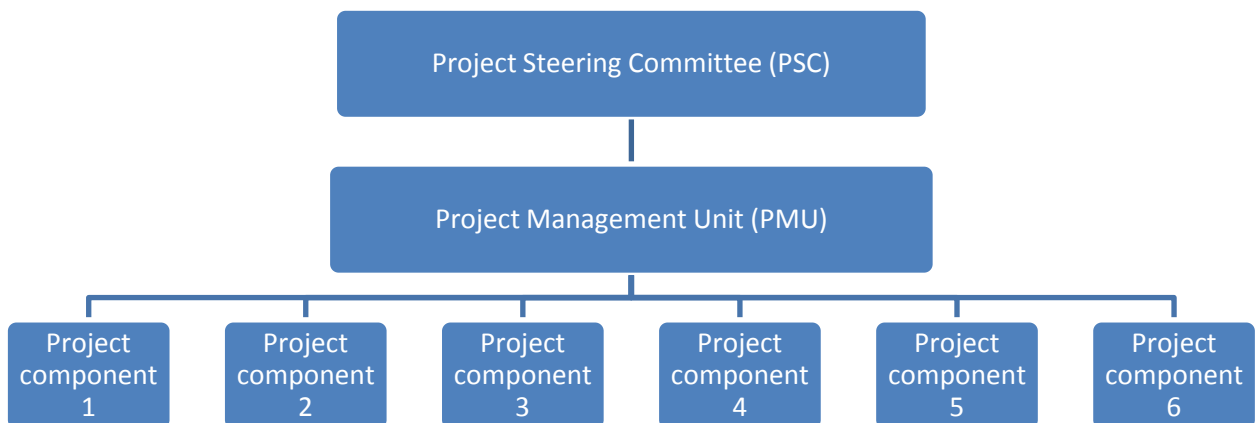 Project Steering Committee (PSC)
Project Management Unit (PMU)
Project
component
1
Project
component
2
Project
component
3
Project
component
4
Project
component
5
Project
component
6